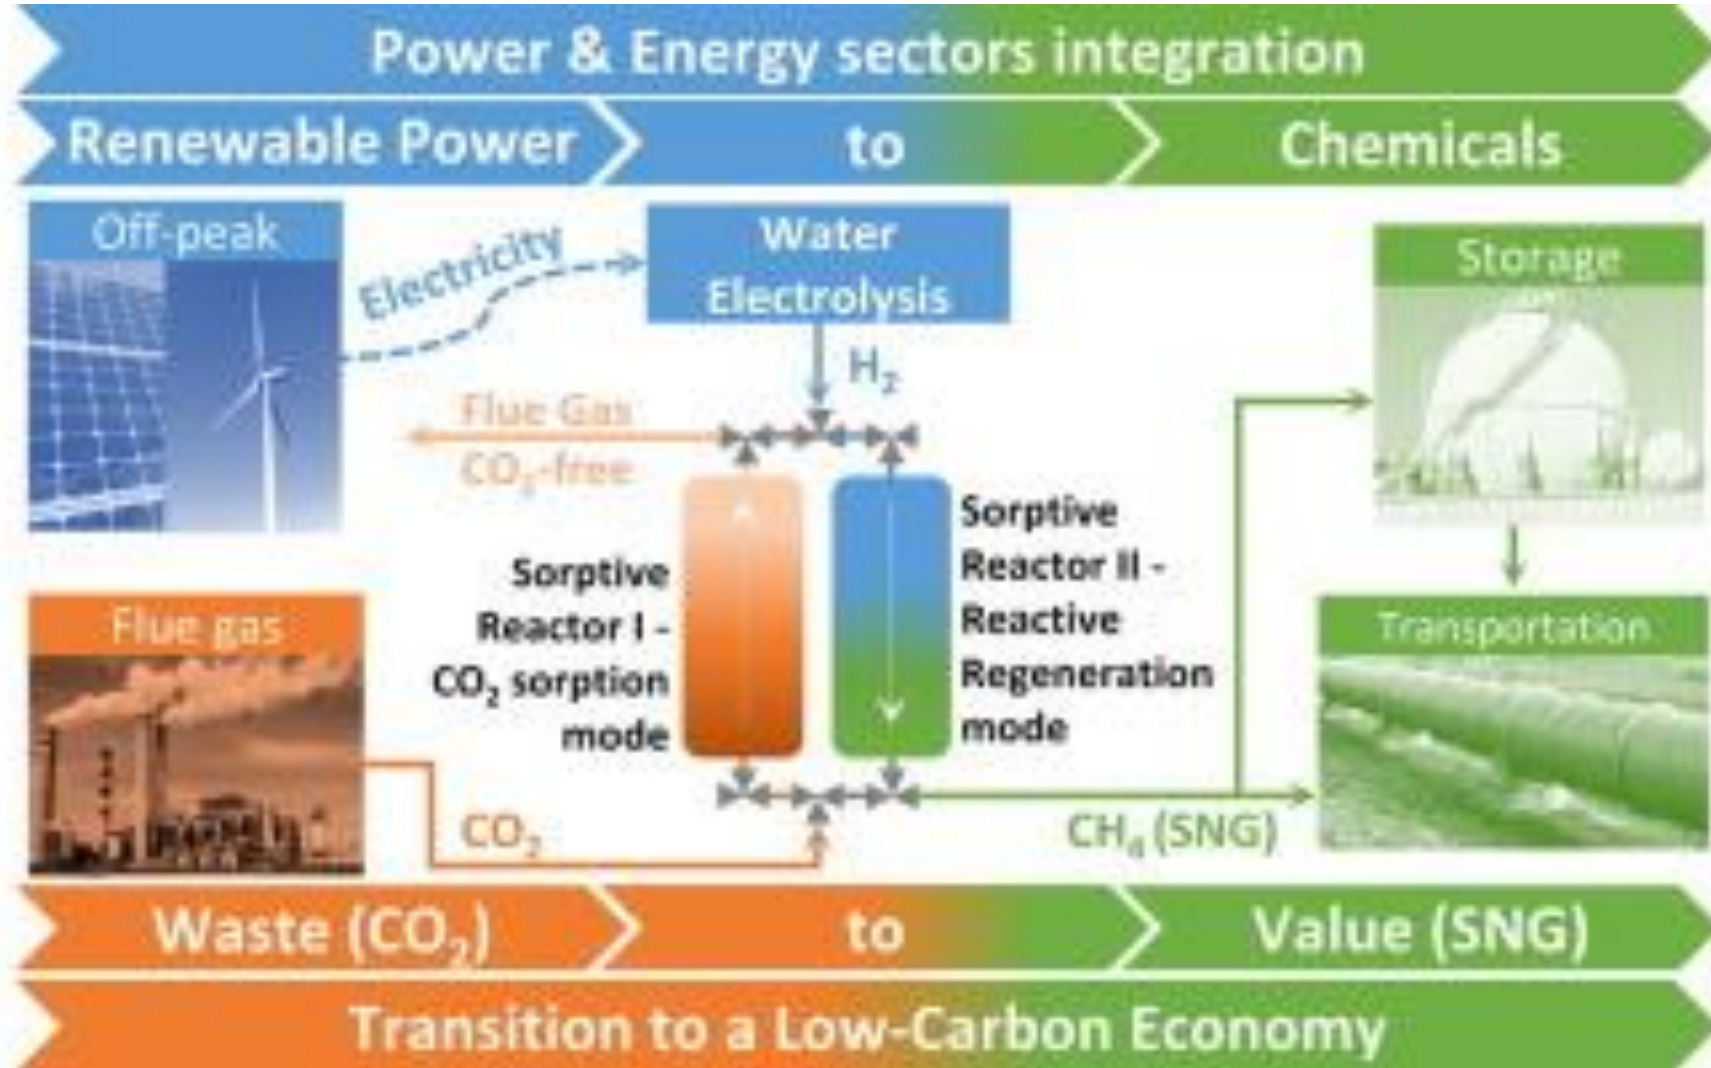 Power & Energy sectors integration
Renewable Power
to
Chemicals
Off-peak
Electricity
Water
Electrolysis
H₂
Storage
Flue Gas
CO₂-free
Sorptive
Reactor I -
CO₂ sorption
mode
Sorptive
Reactor II -
Reactive
Regeneration
mode
Flue gas
Transportation
CO₂
CH₄ (SNG)
Waste (CO₂)
to
Value (SNG)
Transition to a Low-Carbon Economy